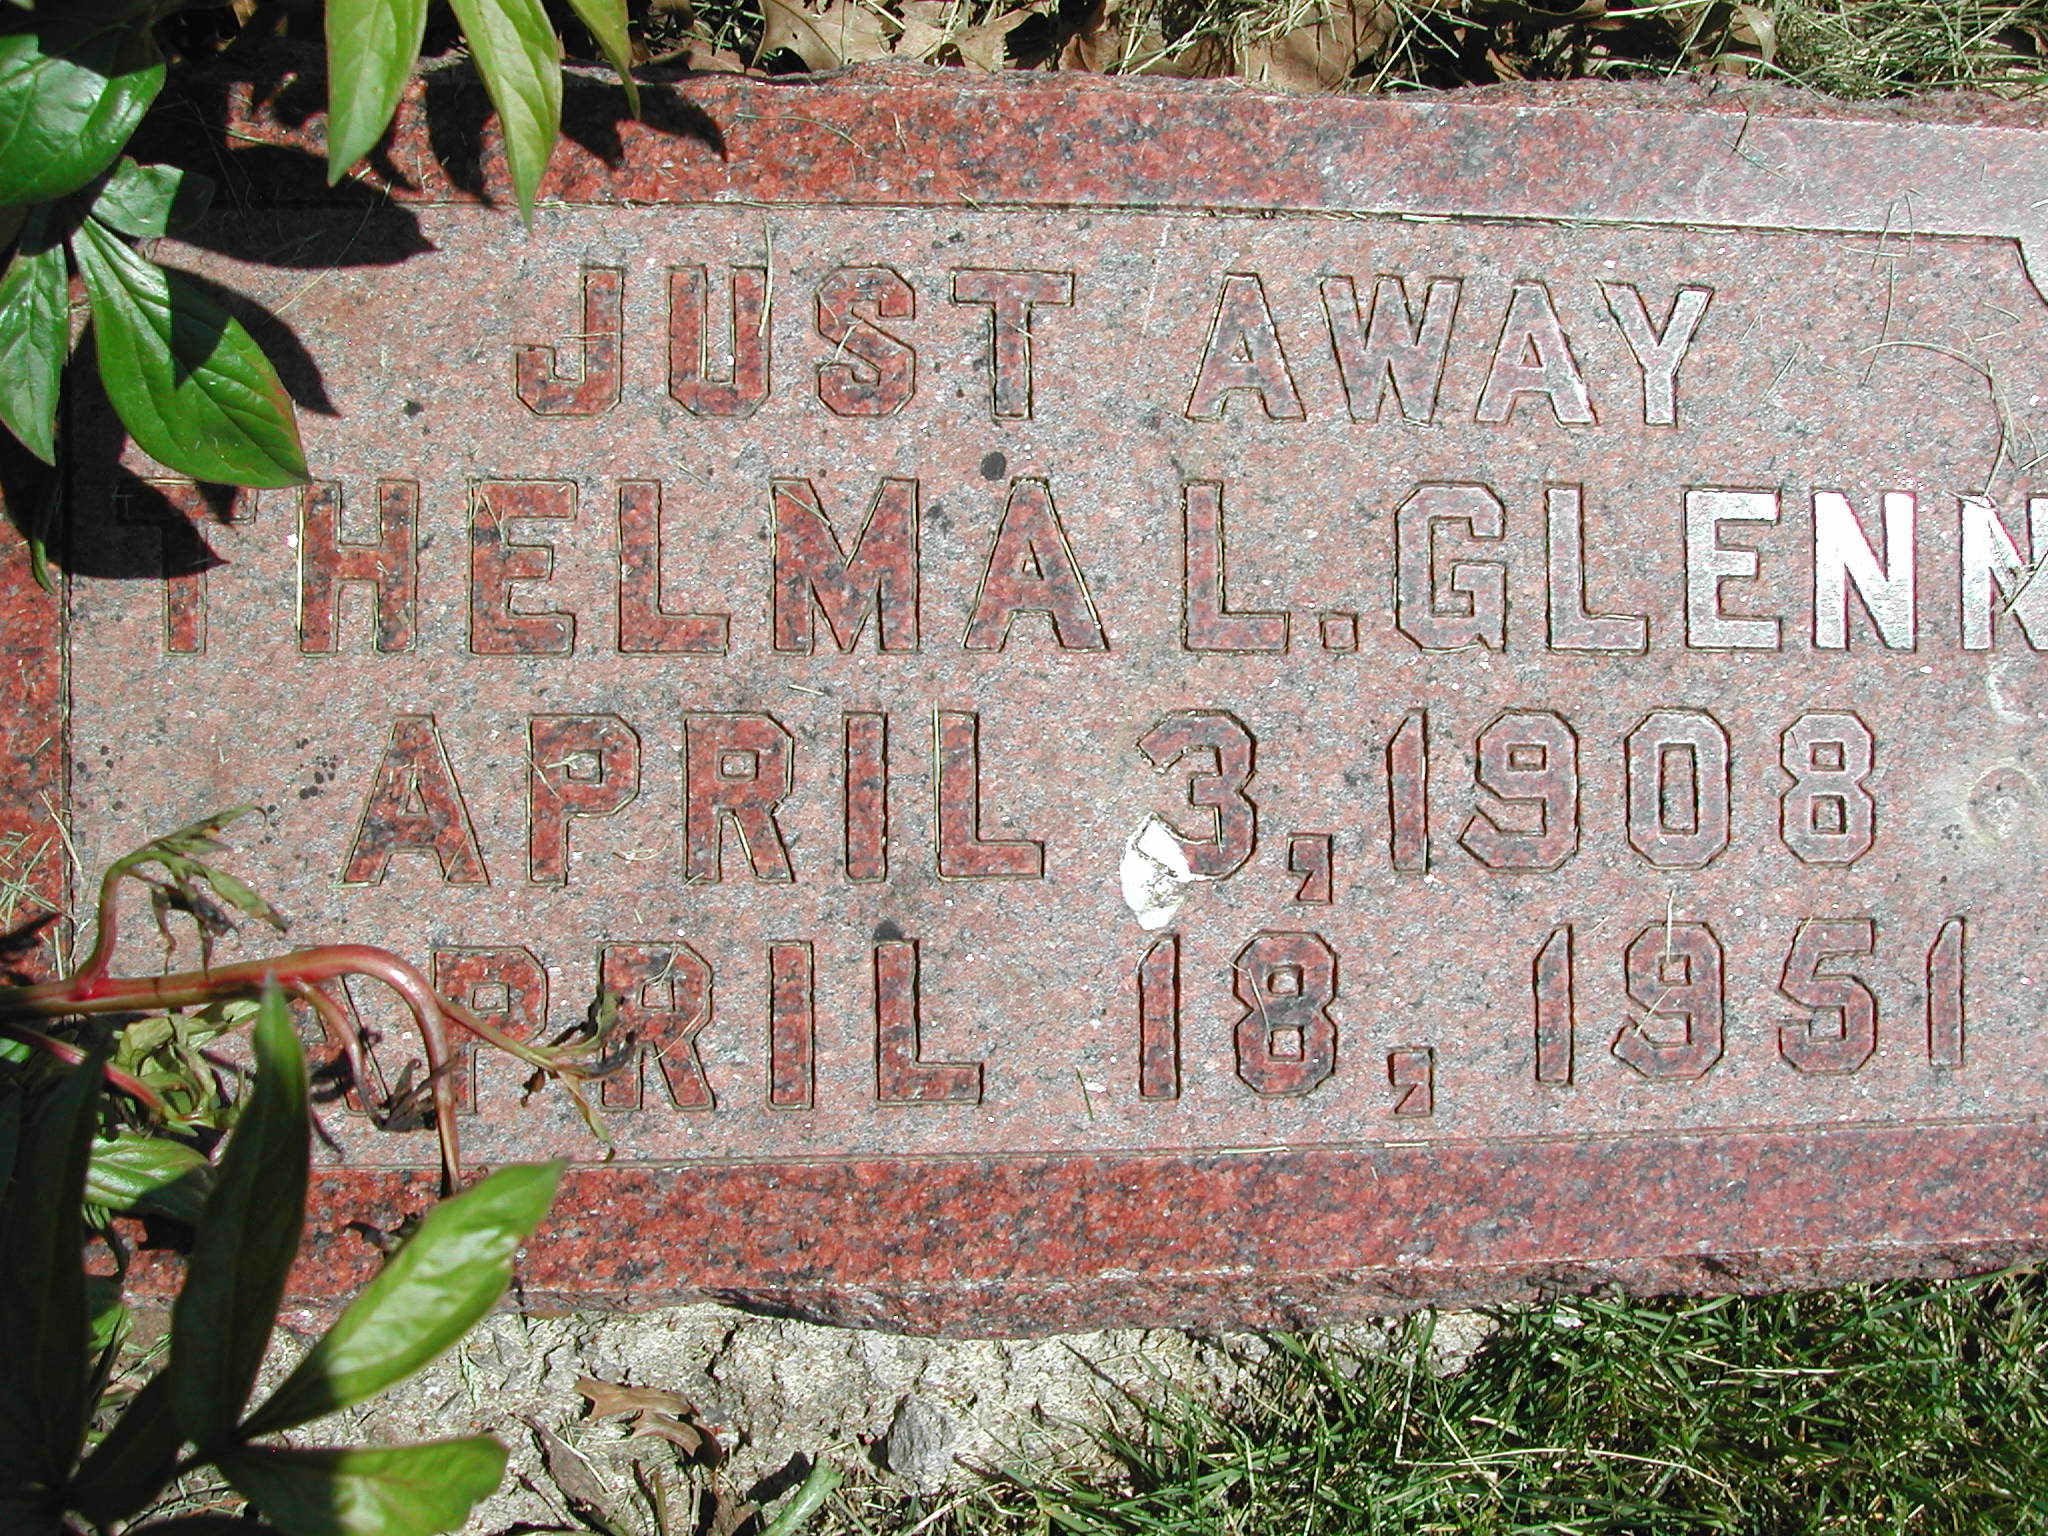 JUST AWAY
THELMA L. GLENN
APRIL 3, 1908
APRIL 18, 1951